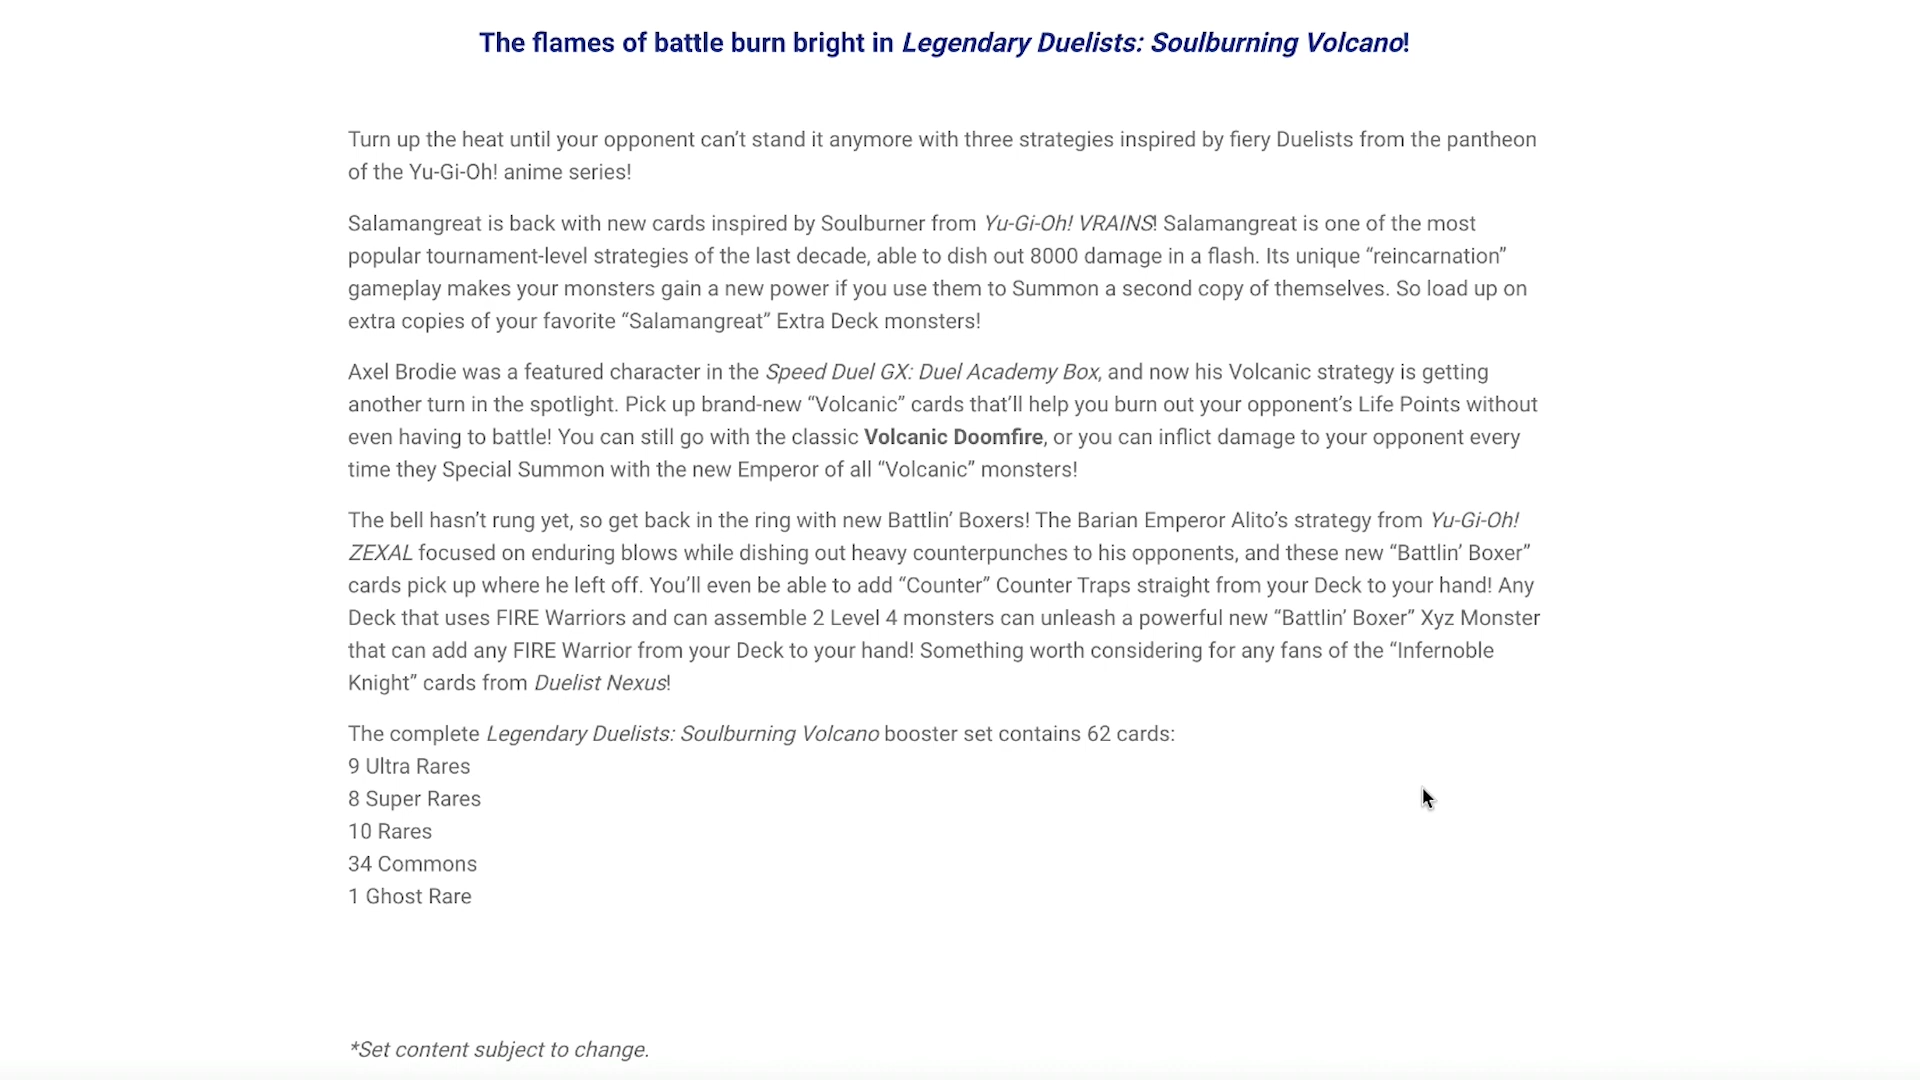 The flames of battle burn bright in Legendary Duelists: Soulburning Volcano!
Turn up the heat until your opponent can’t stand it anymore with three strategies inspired by fiery Duelists from the pantheon
of the Yu-Gi-Oh! anime series!
Salamangreat is back with new cards inspired by Soulburner from Yu-Gi-Oh! VRAINS! Salamangreat is one of the most
popular tournament-level strategies of the last decade, able to dish out 8000 damage in a flash. Its unique “reincarnation”
gameplay makes your monsters gain a new power if you use them to Summon a second copy of themselves. So load up on
extra copies of your favorite “Salamangreat” Extra Deck monsters!
Axel Brodie was a featured character in the Speed Duel GX: Duel Academy Box, and now his Volcanic strategy is getting
another turn in the spotlight. Pick up brand-new “Volcanic” cards that’ll help you burn out your opponent’s Life Points without
even having to battle! You can still go with the classic Volcanic Doomfire, or you can inflict damage to your opponent every
time they Special Summon with the new Emperor of all “Volcanic” monsters!
The bell hasn’t rung yet, so get back in the ring with new Battlin’ Boxers! The Barian Emperor Alito’s strategy from Yu-Gi-Oh!
ZEXAL focused on enduring blows while dishing out heavy counterpunches to his opponents, and these new “Battlin’ Boxer”
cards pick up where he left off. You’ll even be able to add “Counter” Counter Traps straight from your Deck to your hand! Any
Deck that uses FIRE Warriors and can assemble 2 Level 4 monsters can unleash a powerful new “Battlin’ Boxer” Xyz Monster
that can add any FIRE Warrior from your Deck to your hand! Something worth considering for any fans of the “Infernoble
Knight” cards from Duelist Nexus!
The complete Legendary Duelists: Soulburning Volcano booster set contains 62 cards:
9 Ultra Rares
8 Super Rares
10 Rares
34 Commons
1 Ghost Rare
*Set content subject to change.